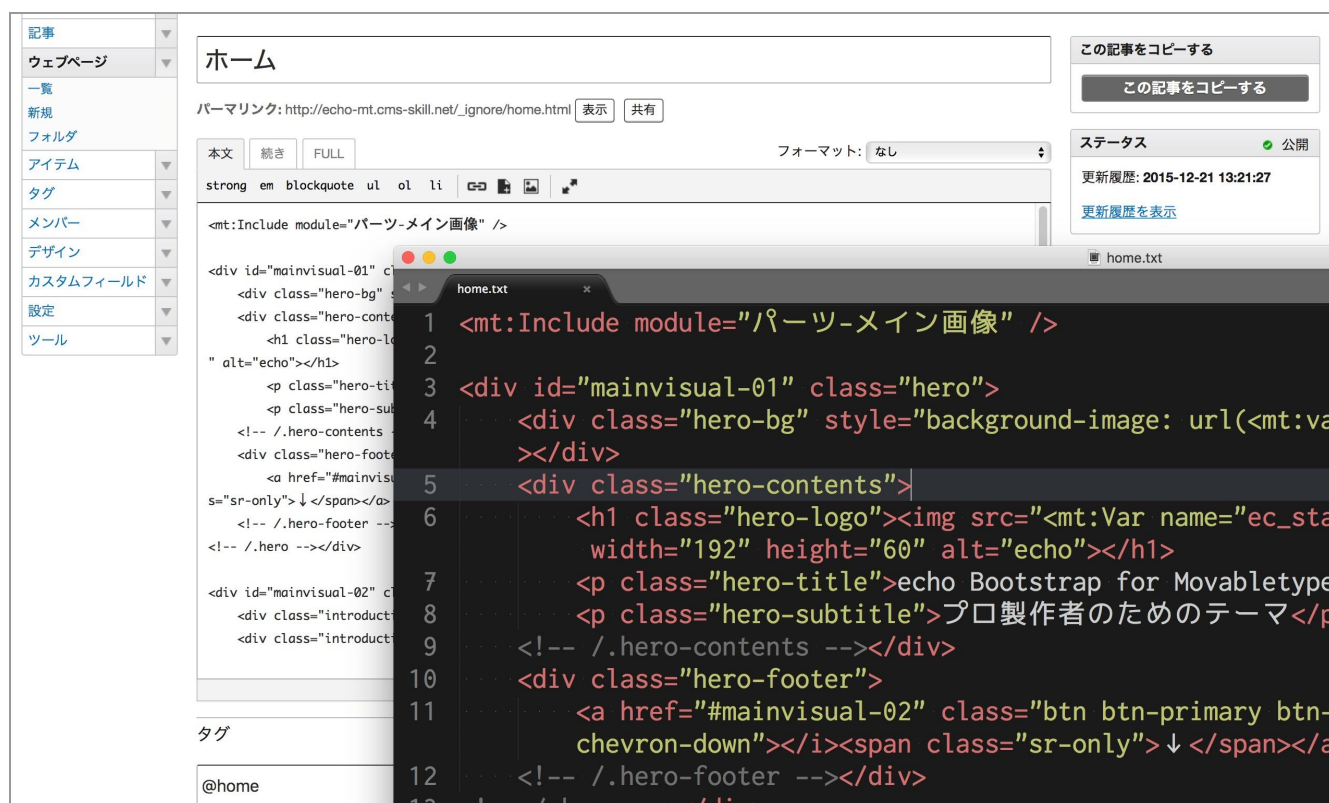 記事
ウェブページ
一覧
新規
フォルダ
アイテム
タグ
メンバー
デザイン
カスタムフィールド
設定
ツール
ホーム
パーマリンク: http://echo-mt.cms-skill.net/_ignore/home.html 表示 共有
本文 続き FULL フォーマット: なし
strong em blockquote ul ol li
<mt:Include module="パーツ-メイン画像" />
<div id="mainvisual-01" cl
<div class="hero-bg" s
<div class="hero-conte
<h1 class="hero-lo
" alt="echo"></h1>
<p class="hero-tit
<p class="hero-sub
<!-- /.hero-contents
<div class="hero-foote
<a href="#mainvisu
s="sr-only">↓</span></a>
<!-- /.hero-footer --
<!-- /.hero --></div>
<div id="mainvisual-02" cl
<div class="introducti
<div class="introducti
タグ
@home
この記事をコピーする
この記事をコピーする
ステータス 公開
更新履歴: 2015-12-21 13:21:27
更新履歴を表示
home.txt
home.txt ×
1 <mt:Include module="パーツ-メイン画像" />
2
3 <div id="mainvisual-01" class="hero">
4 <div class="hero-bg" style="background-image: url(<mt:va
></div>
5 <div class="hero-contents">
6 <h1 class="hero-logo"><img src="<mt:Var name="ec_sta
width="192" height="60" alt="echo"></h1>
7 <p class="hero-title">echo Bootstrap for Movabletype
8 <p class="hero-subtitle">プロ製作者のためのテーマ</p
9 <!-- /.hero-contents --></div>
10 <div class="hero-footer">
11 <a href="#mainvisual-02" class="btn btn-primary btn-
chevron-down"></i><span class="sr-only">↓</span></a
12 <!-- /.hero-footer --></div>